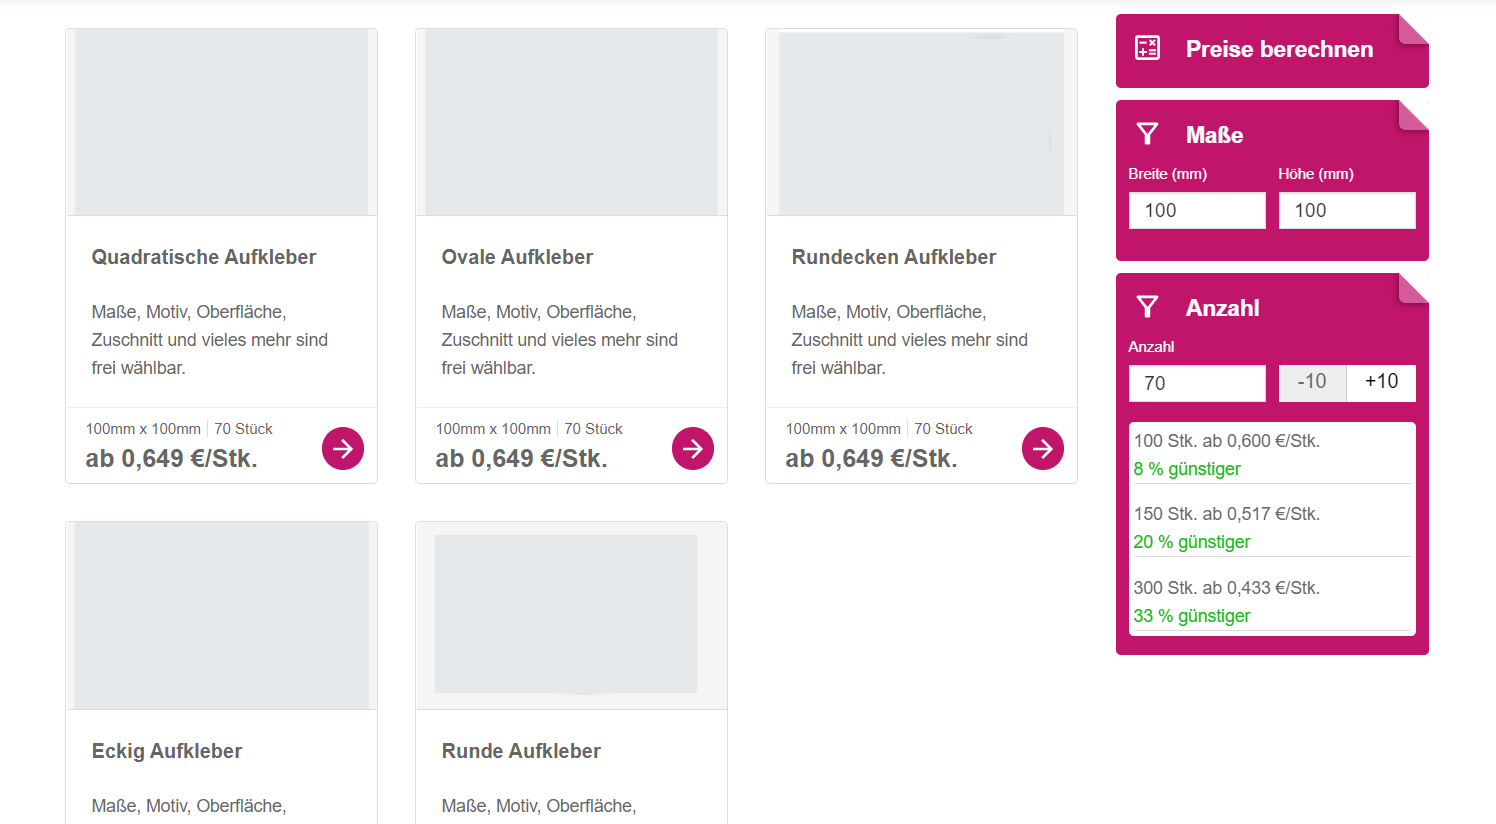 Quadratische Aufkleber
Maße, Motiv, Oberfläche,
Zuschnitt und vieles mehr sind
frei wählbar.
100mm x 100mm | 70 Stück
ab 0,649 €/Stk.
Ovale Aufkleber
Maße, Motiv, Oberfläche,
Zuschnitt und vieles mehr sind
frei wählbar.
100mm x 100mm | 70 Stück
ab 0,649 €/Stk.
Rundecken Aufkleber
Maße, Motiv, Oberfläche,
Zuschnitt und vieles mehr sind
frei wählbar.
100mm x 100mm | 70 Stück
ab 0,649 €/Stk.
Eckig Aufkleber
Maße, Motiv, Oberfläche,
Runde Aufkleber
Maße, Motiv, Oberfläche,
Preise berechnen
Maße
Breite (mm) Höhe (mm)
100 100
Anzahl
Anzahl
70 -10 +10
100 Stk. ab 0,600 €/Stk.
8 % günstiger
150 Stk. ab 0,517 €/Stk.
20 % günstiger
300 Stk. ab 0,433 €/Stk.
33 % günstiger